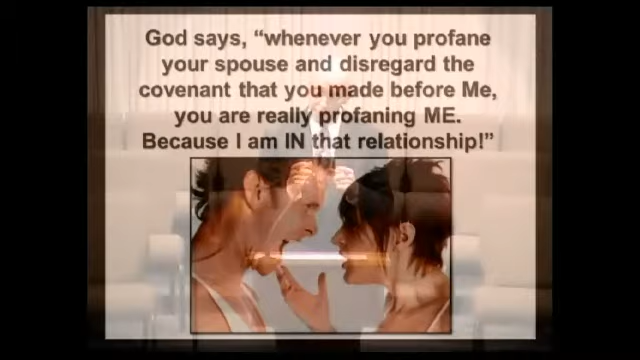 God says, “whenever you profane
your spouse and disregard the
covenant that you made before Me,
you are really profaning ME.
Because I am IN that relationship!”